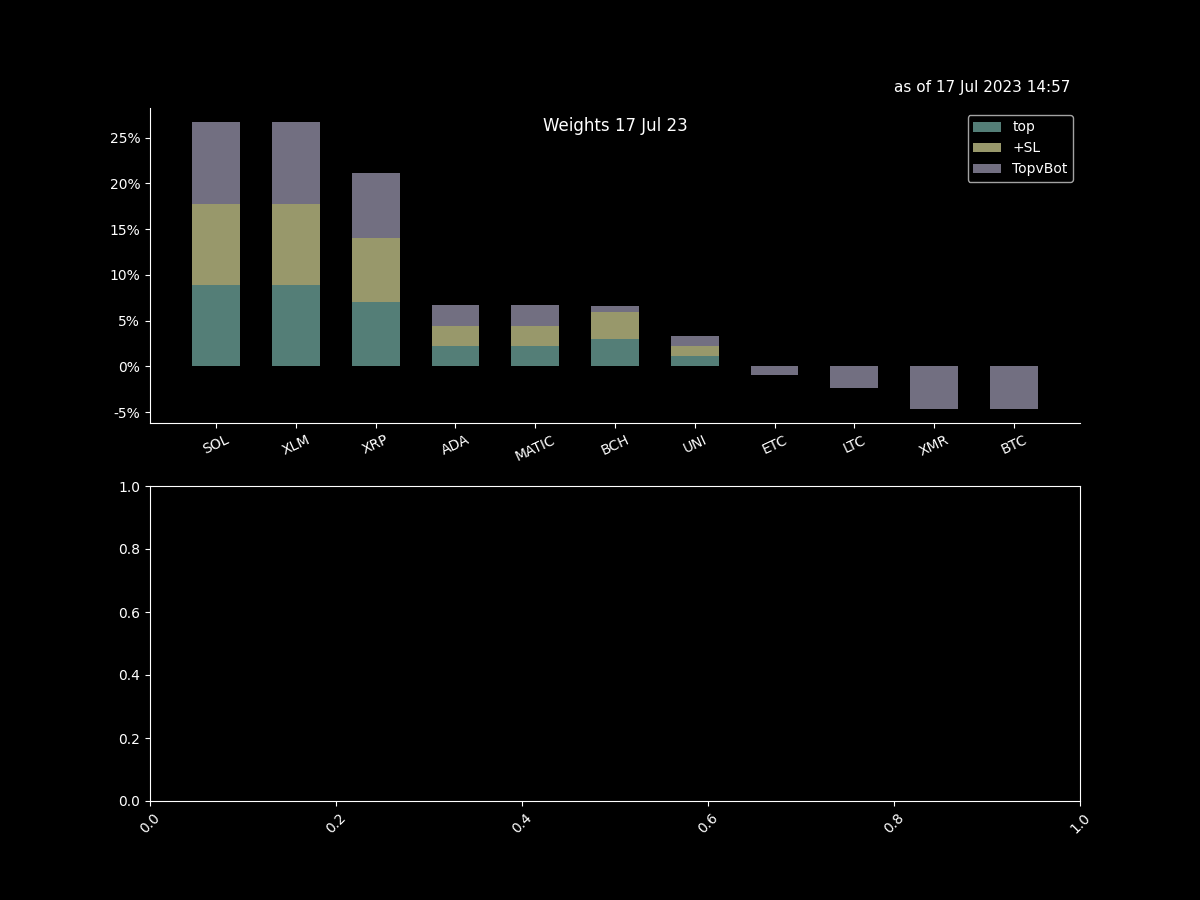 as of 17 Jul 2023 14:57
Weights 17 Jul 23
top
+SL
TopvBot
25%
20%
15%
10%
5%
0%
-5%
SOL XLM XRP ADA MATIC BCH UNI ETC LTC XMR BTC
1.0
0.8
0.6
0.4
0.2
0.0
0.0 0.2 0.4 0.6 0.8 1.0